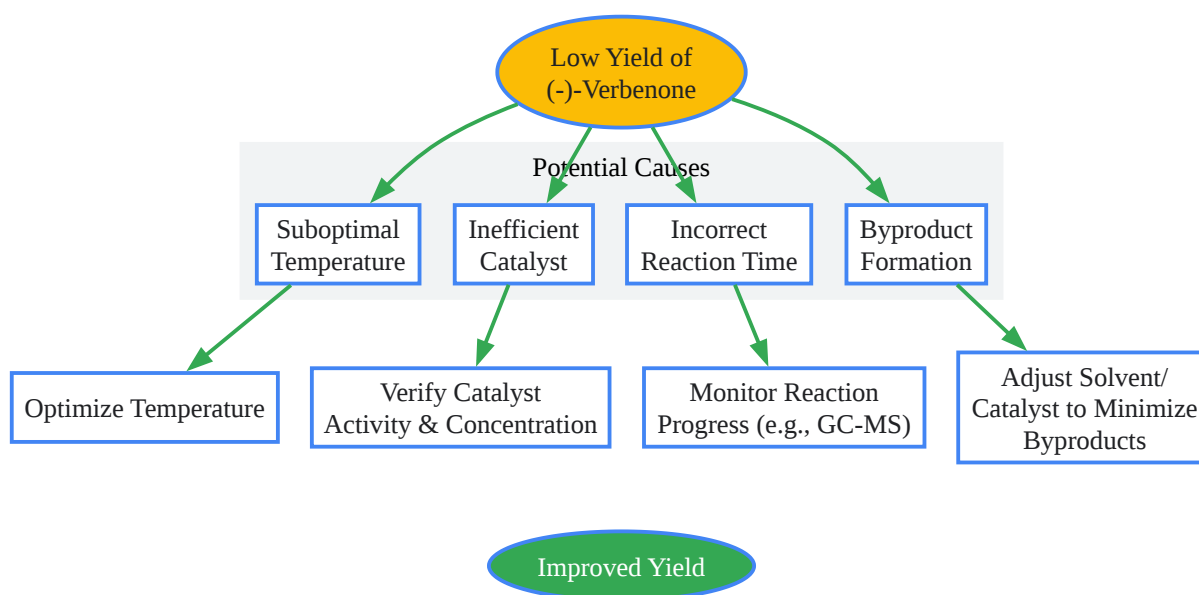 Low Yield of
(-)-Verbenone
Potential Causes
Suboptimal
Temperature
Inefficient
Catalyst
Incorrect
Reaction Time
Byproduct
Formation
Optimize Temperature
Verify Catalyst
Activity & Concentration
Monitor Reaction
Progress (e.g., GC-MS)
Adjust Solvent/
Catalyst to Minimize
Byproducts
Improved Yield